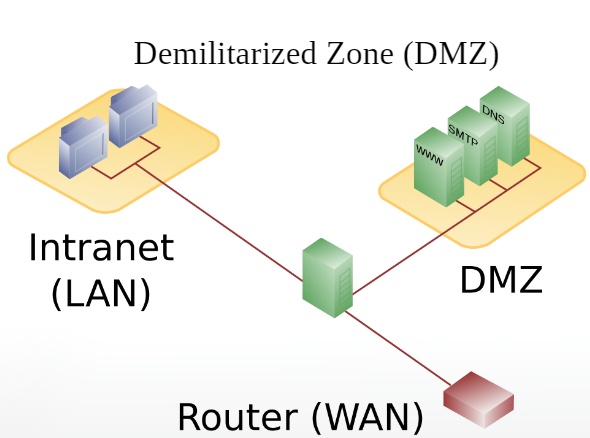 Demilitarized Zone (DMZ)
DNS
SMTP
WWW
Intranet
(LAN)
DMZ
Router (WAN)